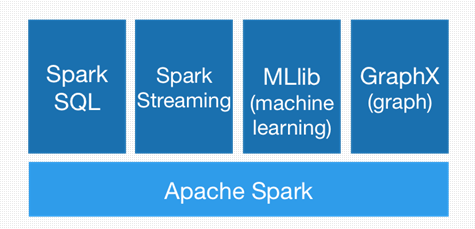 Spark
SQL
Spark
Streaming
MLlib
(machine
learning)
GraphX
(graph)
Apache Spark